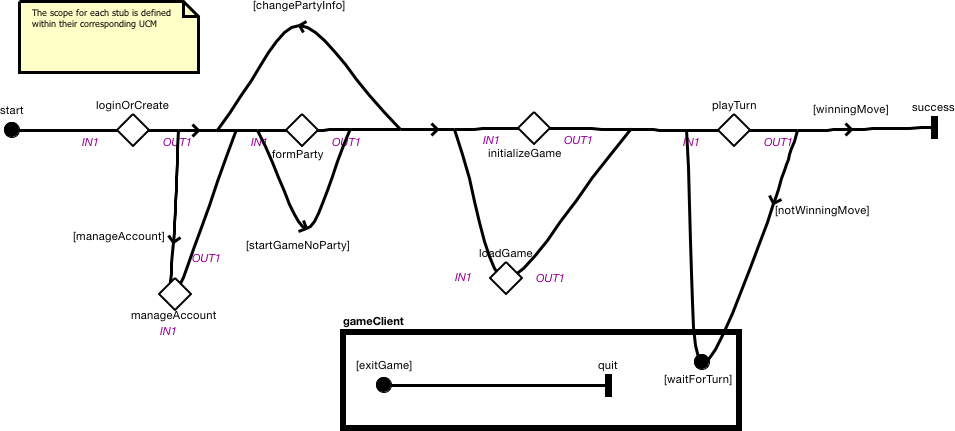 [changePartyInfo]
The scope for each stub is defined
within their corresponding UCM
start
loginOrCreate
IN1
OUT1
IN1
formParty
OUT1
IN1
initializeGame
OUT1
playTurn
IN1
OUT1
[winningMove]
success
[manageAccount]
OUT1
manageAccount
IN1
[startGameNoParty]
loadGame
IN1
OUT1
[notWinningMove]
gameClient
[exitGame]
quit
[waitForTurn]